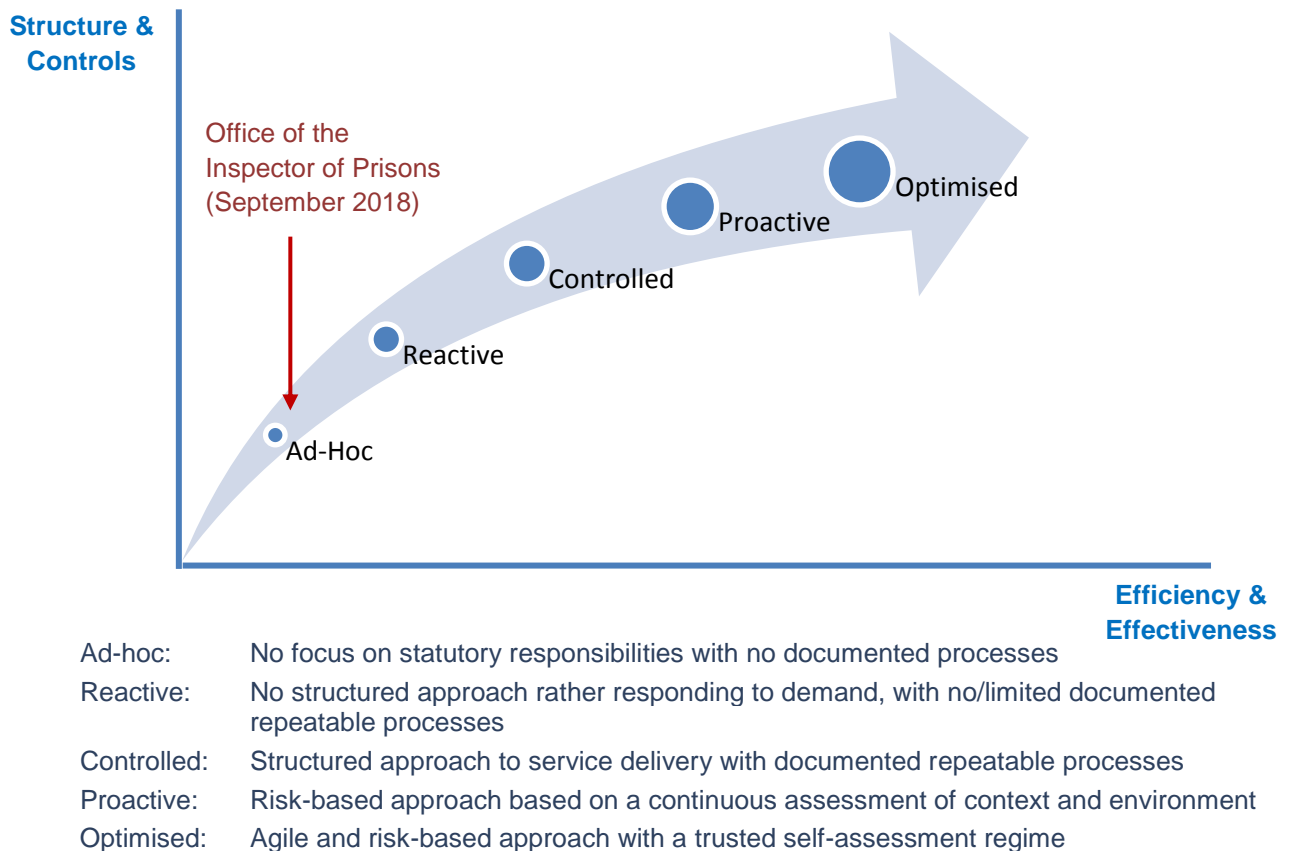 Structure &
Controls
Office of the
Inspector of Prisons
(September 2018)
Optimised
Proactive
Controlled
Reactive
Ad-Hoc
Efficiency &
Effectiveness
Ad-hoc: No focus on statutory responsibilities with no documented processes
Reactive: No structured approach rather responding to demand, with no/limited documented
repeatable processes
Controlled: Structured approach to service delivery with documented repeatable processes
Proactive: Risk-based approach based on a continuous assessment of context and environment
Optimised: Agile and risk-based approach with a trusted self-assessment regime